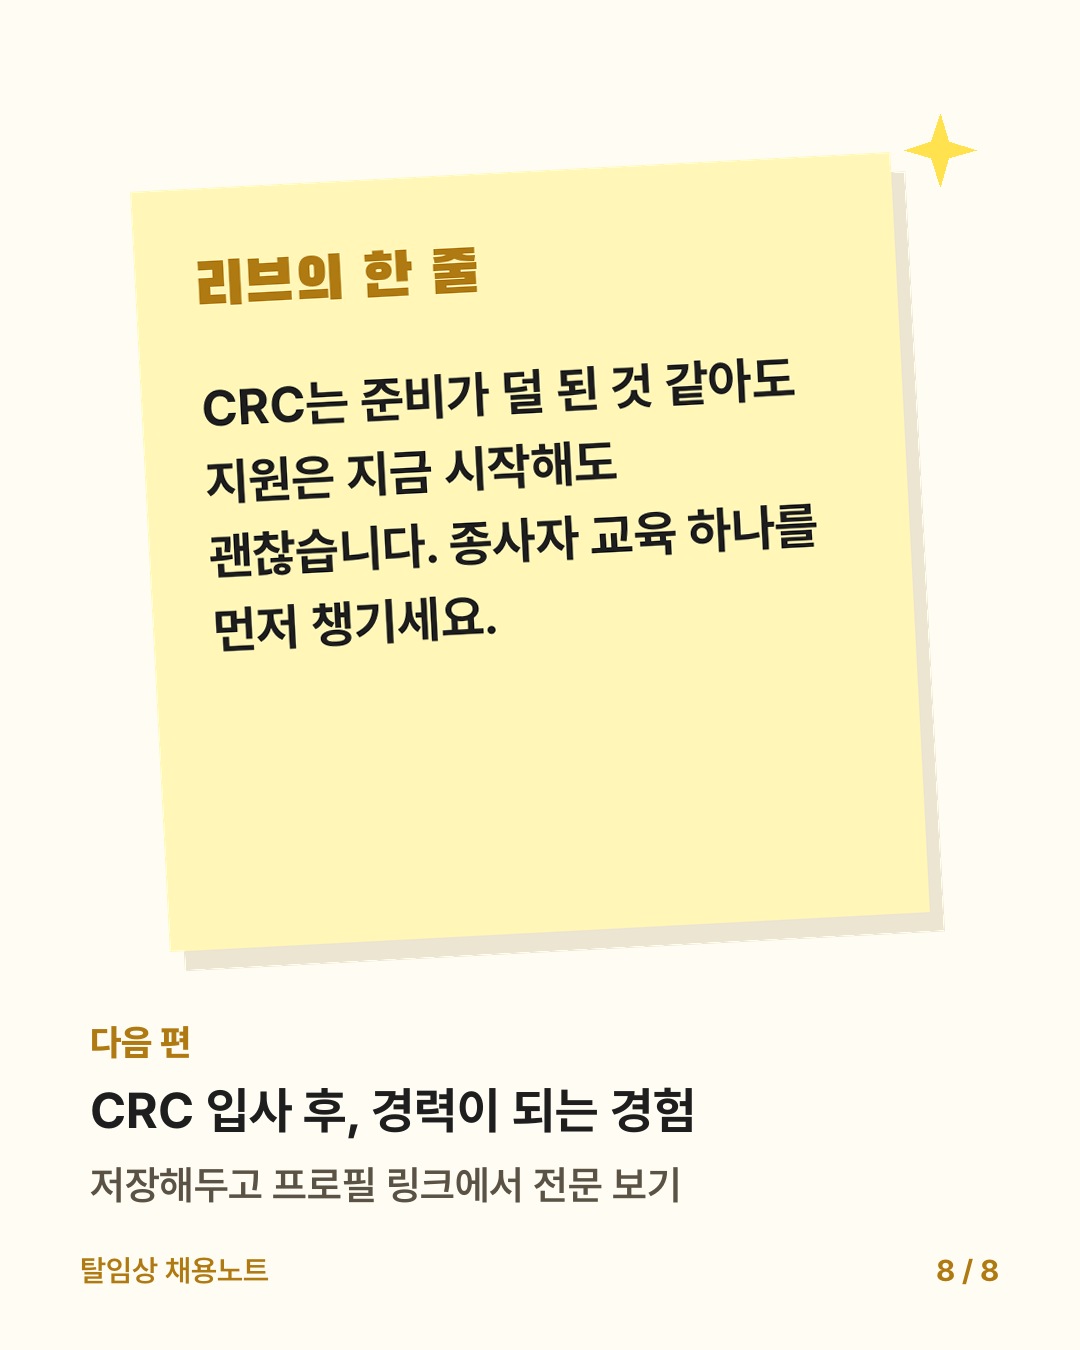 리브의 한 줄
CRC는 준비가 덜 된 것 같아도
지원은 지금 시작해도
괜찮습니다. 종사자 교육 하나를
먼저 챙기세요.
다음 편
CRC 입사 후, 경력이 되는 경험
저장해두고 프로필 링크에서 전문 보기
탈임상 채용노트
8 / 8